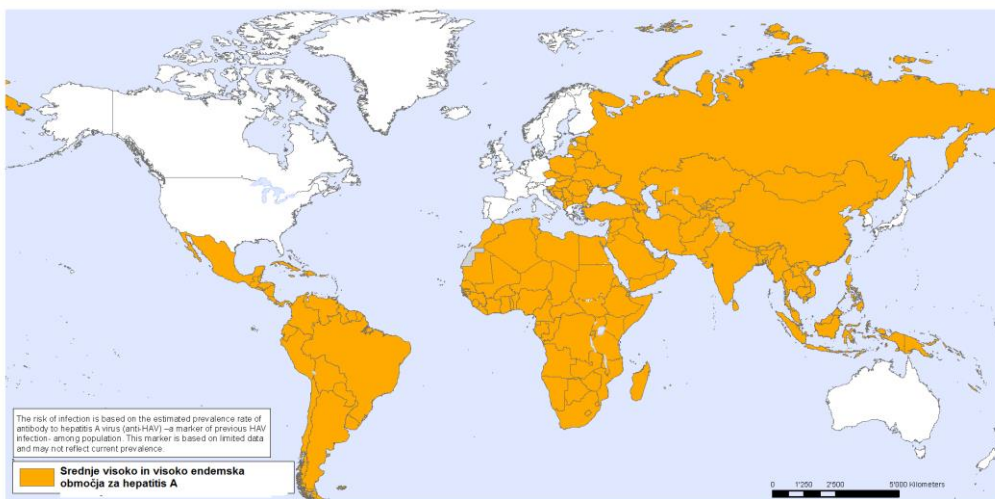 The risk of infection is based on the estimated prevalence rate of
antibody to hepatitis A virus (anti-HAV) –a marker of previous HAV
infection- among population. This marker is based on limited data
and may not reflect current prevalence.
Srednje visoko in visoko endemska
območja za hepatitis A
0 1'250 2'500 5'000 Kilometers